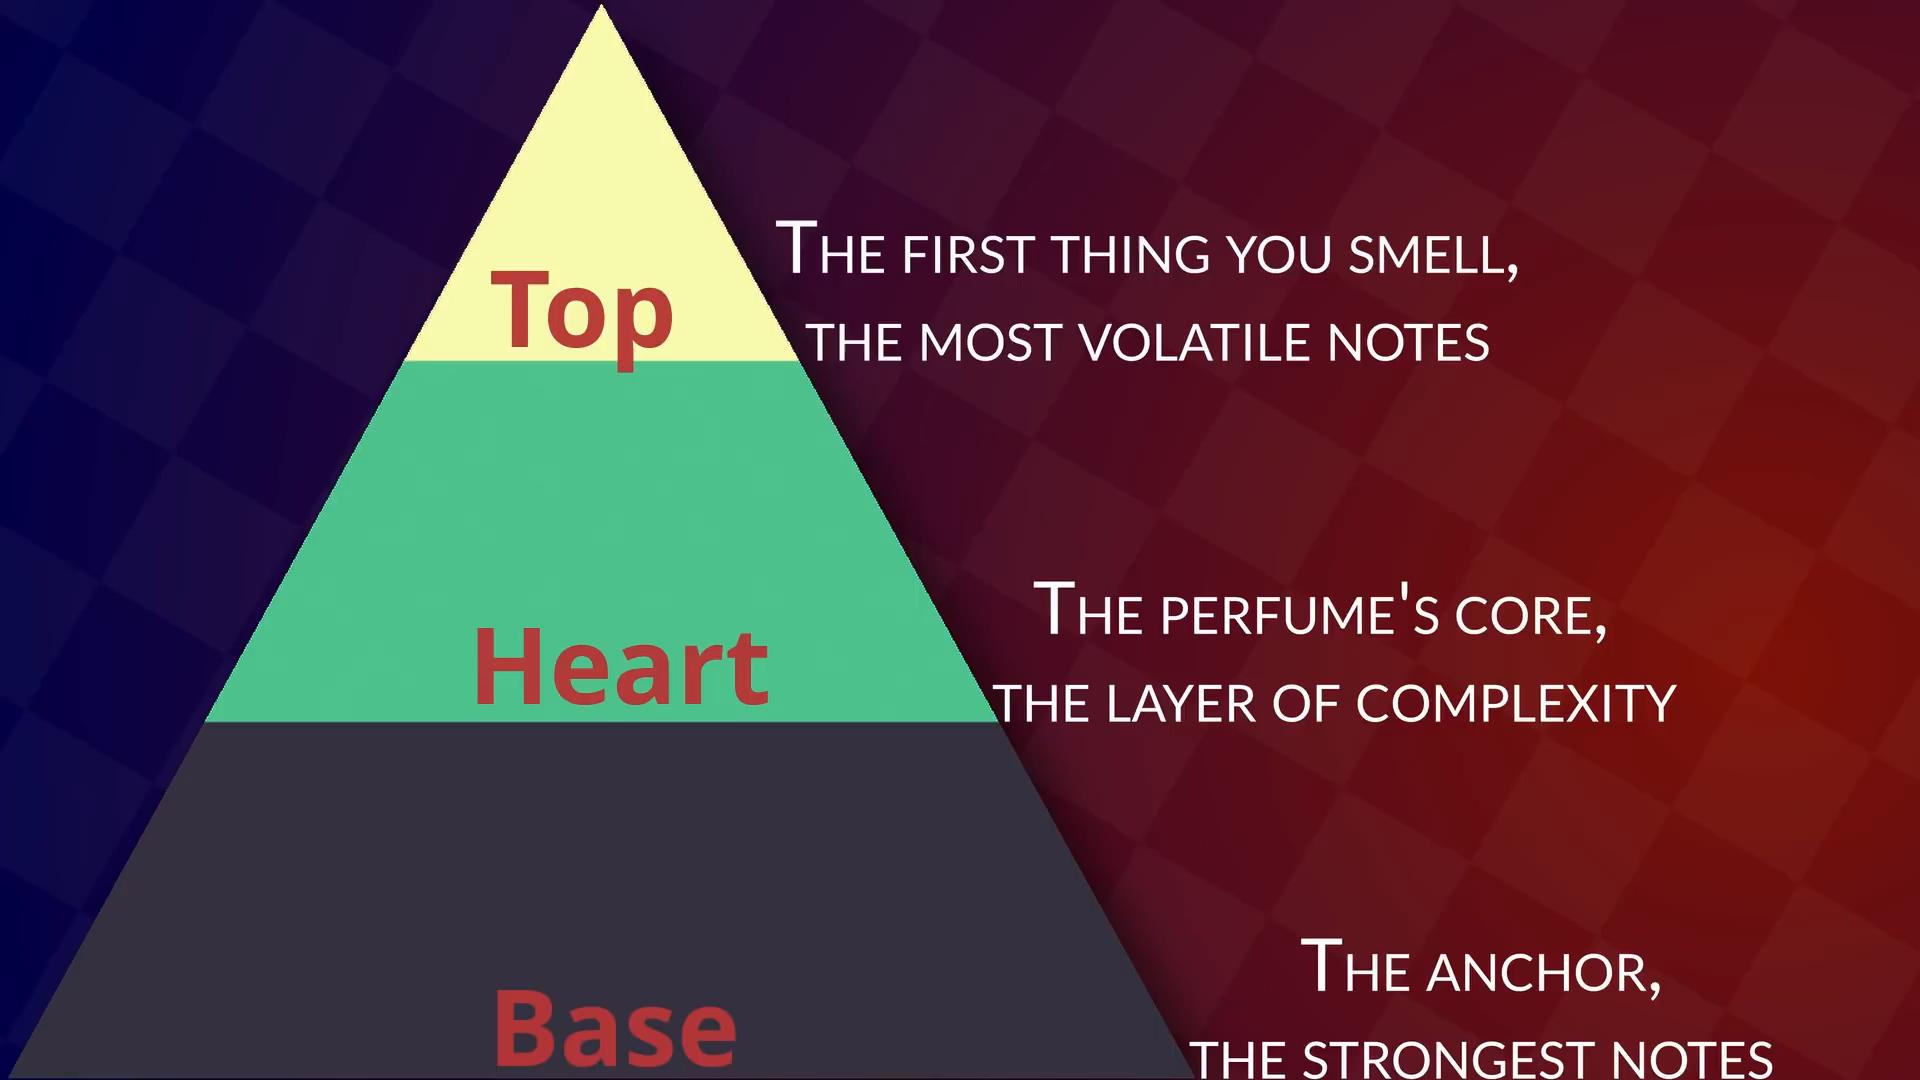 Top
The first thing you smell,
the most volatile notes
Heart
The perfume's core,
the layer of complexity
Base
The anchor,
the strongest notes